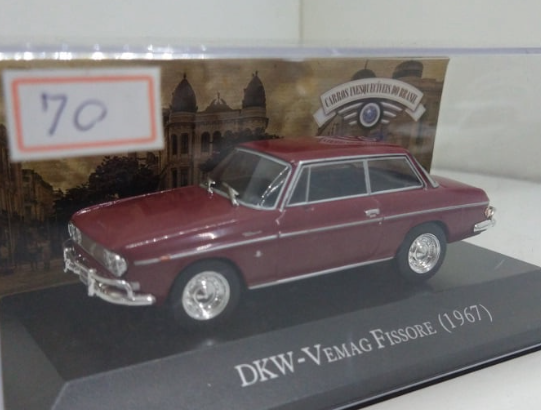 70
CARROS INESQUECÍVEIS DO BRASIL
DKW-VEMAG FISSORE (1967)